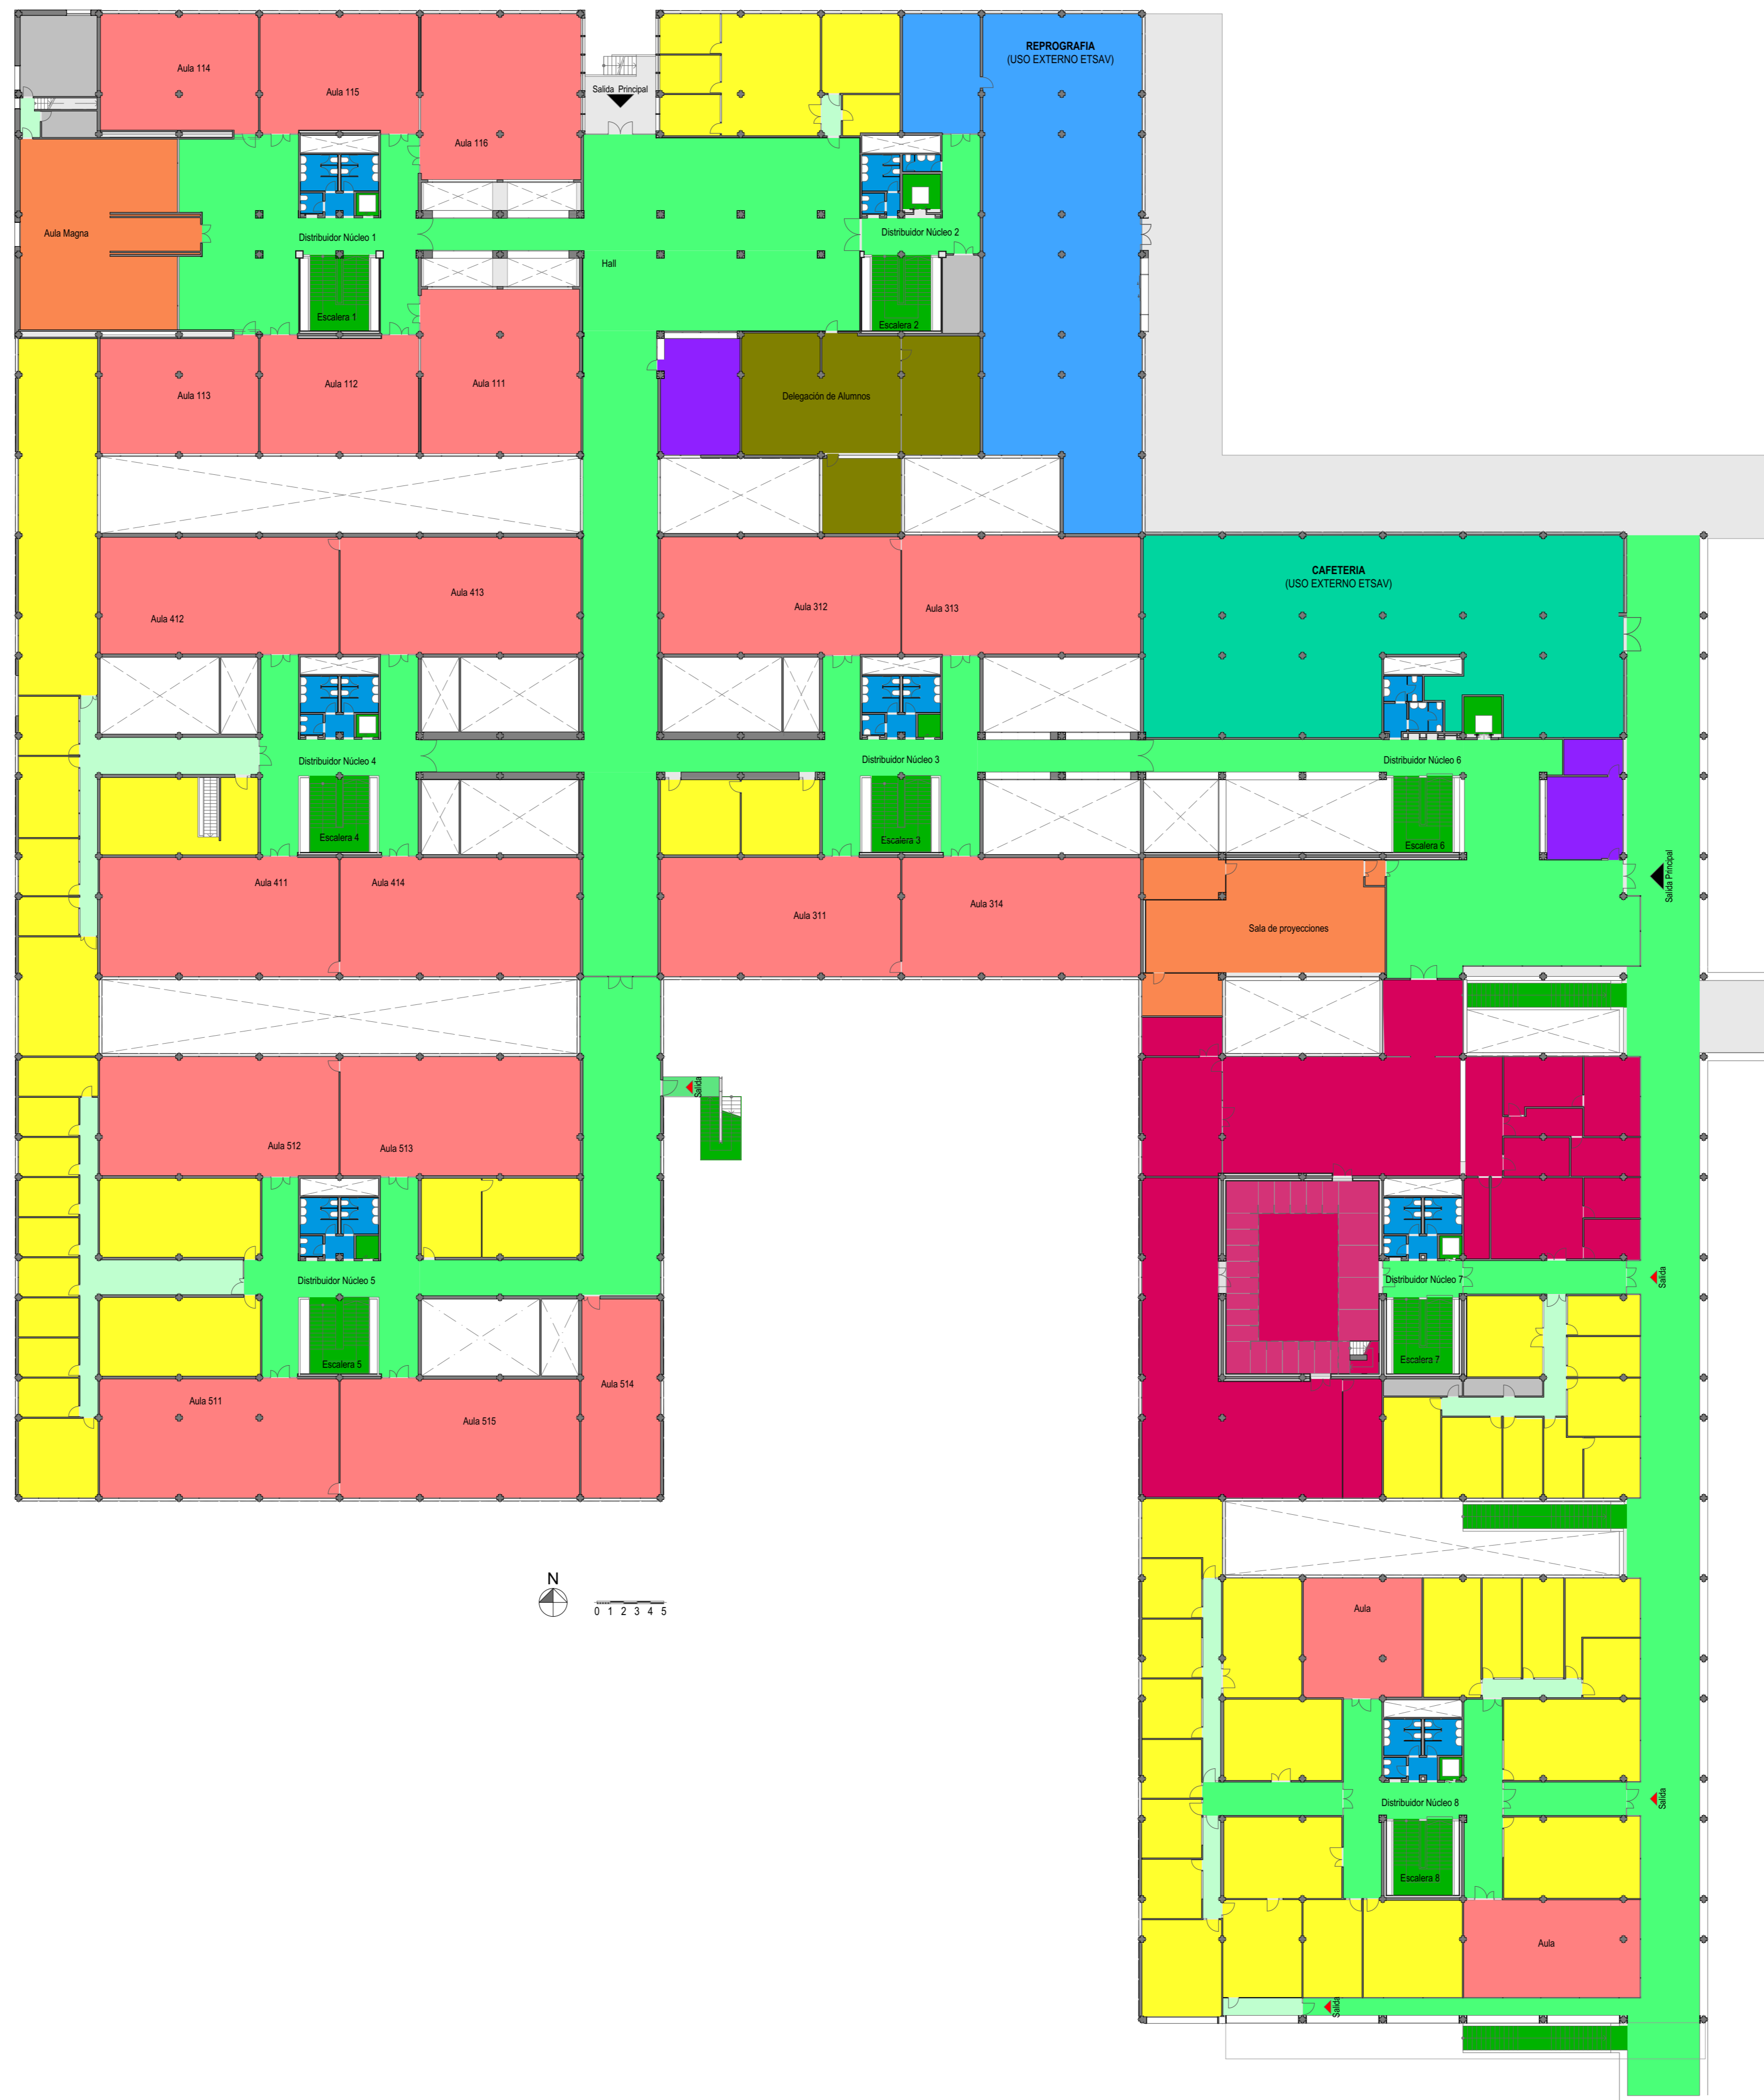 REPROGRAFIA
(USO EXTERNO ETSAV)
Aula 114
Aula 115
Salida Principal
Aula 116
Aula Magna
Distribuidor Núcleo 1
Distribuidor Núcleo 2
Hall
Escalera 1
Escalera 2
Aula 113
Aula 112
Aula 111
Delegación de Alumnos
CAFETERIA
(USO EXTERNO ETSAV)
Aula 412
Aula 413
Aula 312
Aula 313
Distribuidor Núcleo 4
Distribuidor Núcleo 3
Distribuidor Núcleo 6
Escalera 4
Escalera 3
Escalera 6
Salida Principal
Aula 411
Aula 414
Aula 311
Aula 314
Sala de proyecciones
Salida
Aula 512
Aula 513
Distribuidor Núcleo 5
Distribuidor Núcleo 7
Salida
Escalera 5
Escalera 7
Aula 511
Aula 515
Aula 514
N
0 1 2 3 4 5
Aula
Distribuidor Núcleo 8
Salida
Escalera 8
Aula
Salida